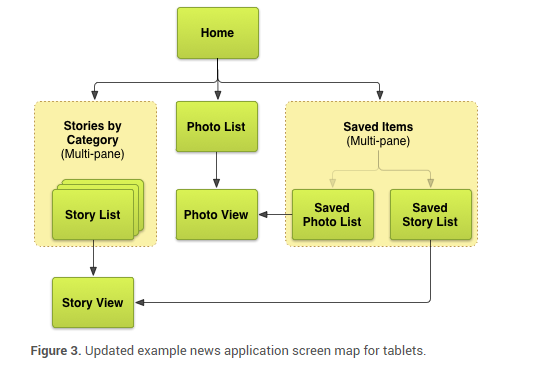 Home
Stories by
Category
(Multi-pane)
Story List
Photo List
Photo View
Saved Items
(Multi-pane)
Saved
Photo List
Saved
Story List
Story View
Figure 3. Updated example news application screen map for tablets.